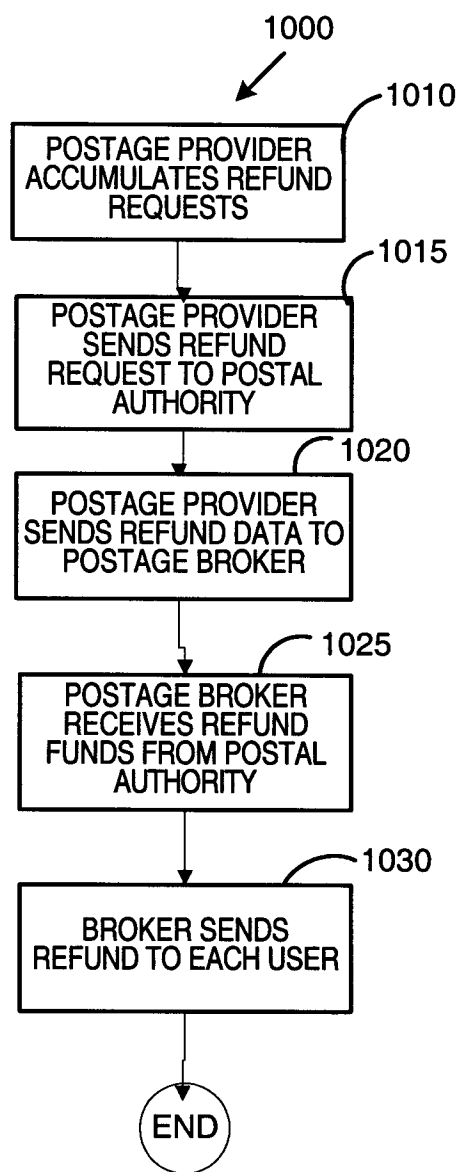 1000
1010
POSTAGE PROVIDER
ACCUMULATES REFUND
REQUESTS
1015
POSTAGE PROVIDER
SENDS REFUND
REQUEST TO POSTAL
AUTHORITY
1020
POSTAGE PROVIDER
SENDS REFUND DATA TO
POSTAGE BROKER
1025
POSTAGE BROKER
RECEIVES REFUND
FUNDS FROM POSTAL
AUTHORITY
1030
BROKER SENDS
REFUND TO EACH USER
END